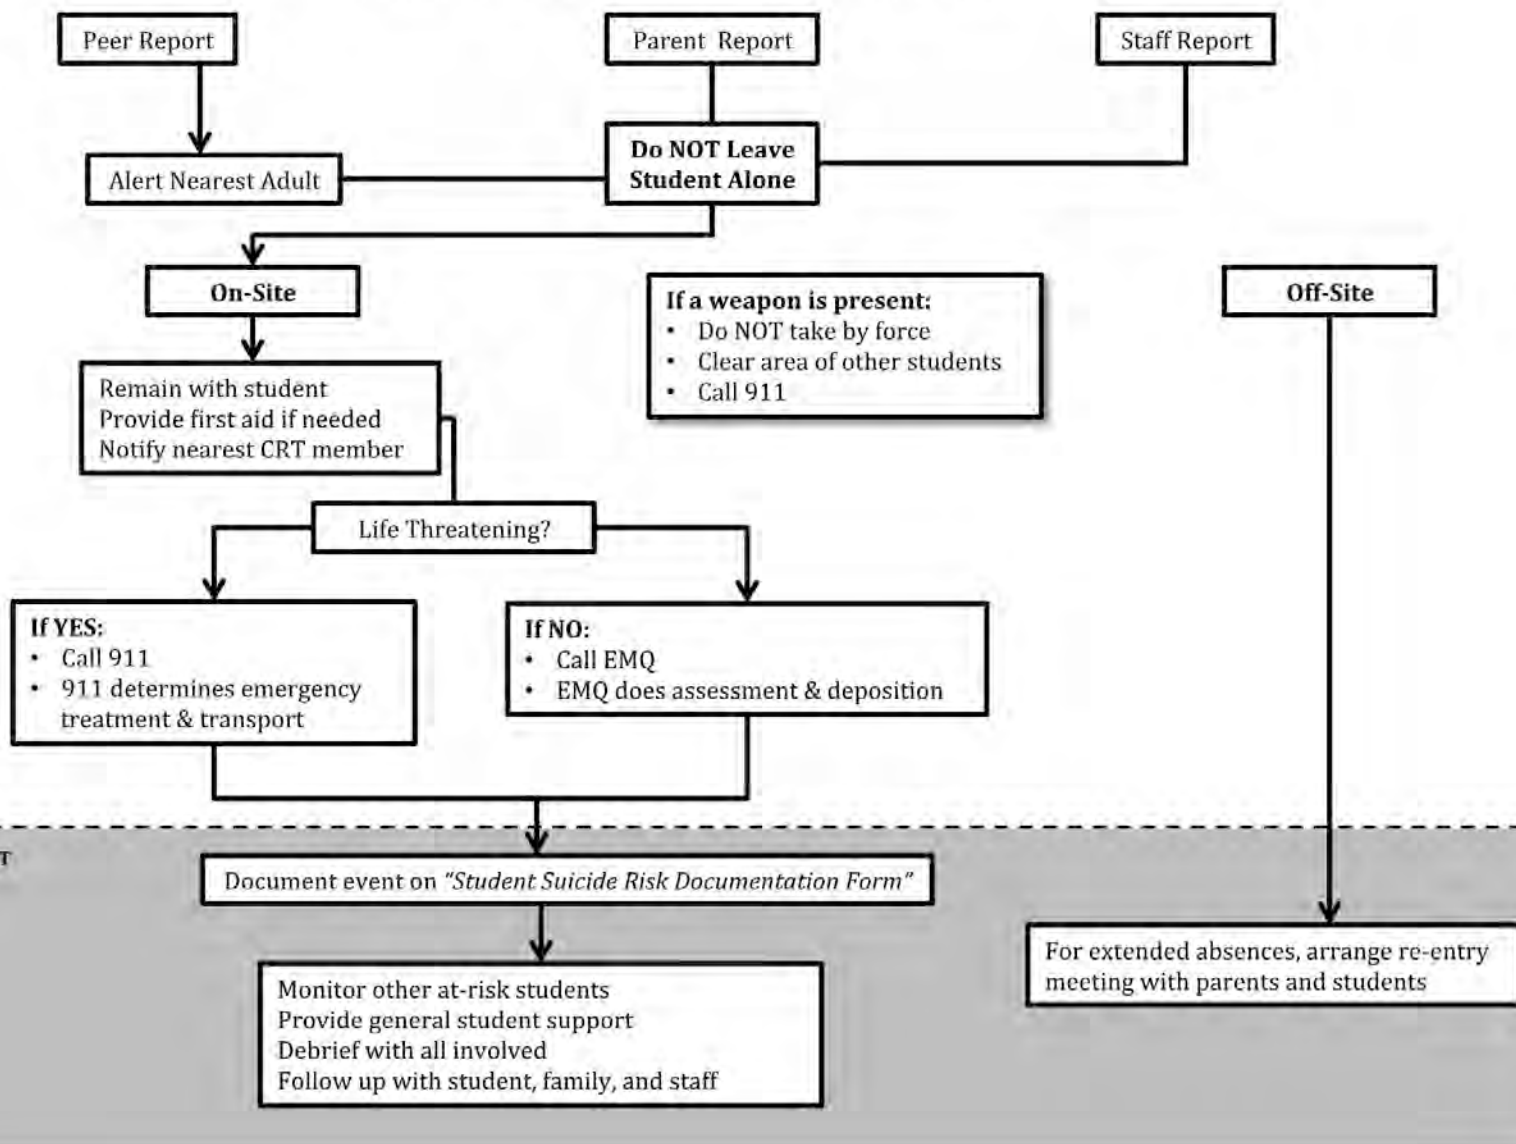 Peer Report
Parent Report
Staff Report
Do NOT Leave
Student Alone
Alert Nearest Adult
On-Site
If a weapon is present:
• Do NOT take by force
• Clear area of other students
• Call 911
Off-Site
Remain with student
Provide first aid if needed
Notify nearest CRT member
Life Threatening?
If YES:
• Call 911
• 911 determines emergency
treatment & transport
If NO:
• Call EMQ
• EMQ does assessment & deposition
T
Document event on "Student Suicide Risk Documentation Form"
For extended absences, arrange re-entry
meeting with parents and students
Monitor other at-risk students
Provide general student support
Debrief with all involved
Follow up with student, family, and staff